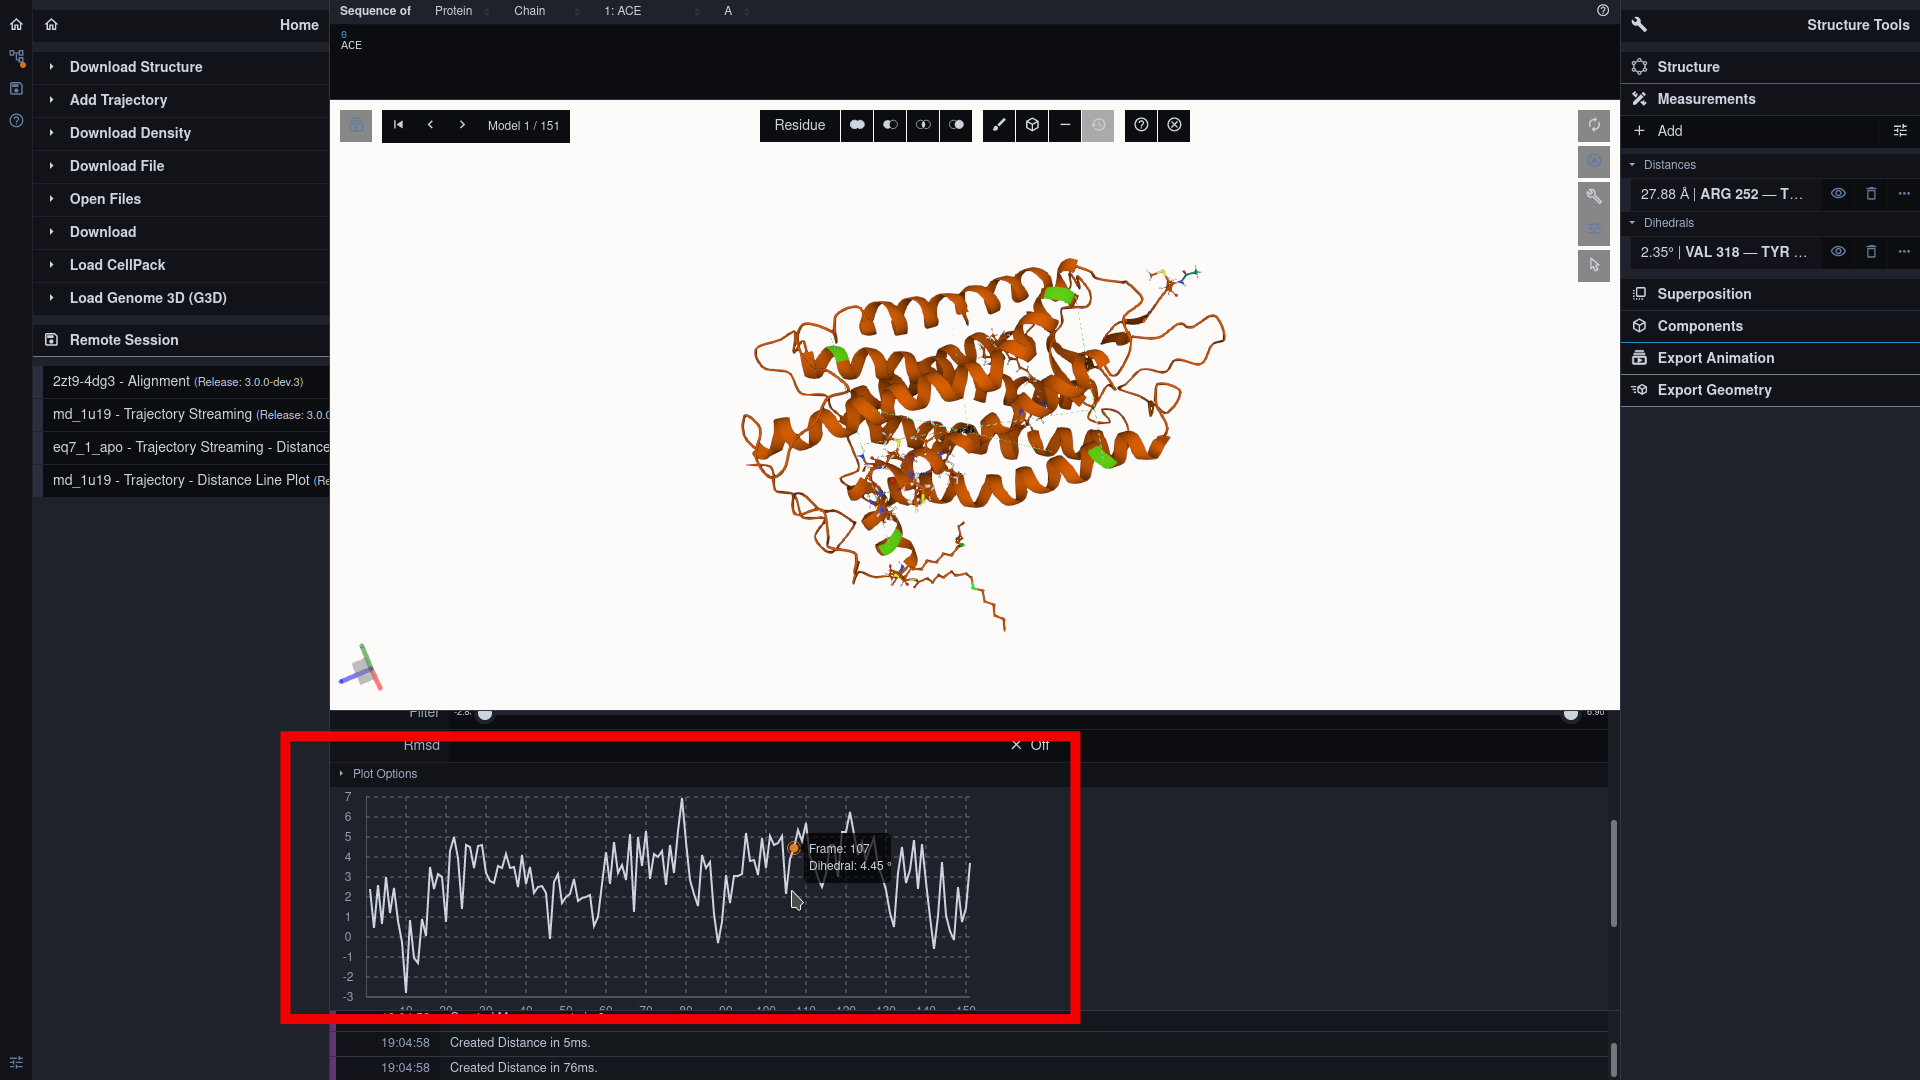 Home
Download Structure
Add Trajectory
Download Density
Download File
Open Files
Download
Load CellPack
Load Genome 3D (G3D)
Remote Session
2zt9-4dg3 - Alignment (Release: 3.0.0-dev.3)
md_1u19 - Trajectory Streaming (Release: 3.0.0
eq7_1_apo - Trajectory Streaming - Distance
md_1u19 - Trajectory - Distance Line Plot (Re
Sequence of Protein Chain 1: ACE A
0
ACE
Model 1 / 151
Residue
Filter -2.8 6.90
Rmsd Off
Plot Options
7
6
5
4
3
2
1
0
-1
-2
-3
10 20 30 40 50 60 70 80 90 100 110 120 130 140 150
Frame: 107
Dihedral: 4.45 °
19:04:58 Created Distance in 5ms.
19:04:58 Created Distance in 76ms.
Structure Tools
Structure
Measurements
Add
Distances
27.88 Å | ARG 252 — T...
Dihedrals
2.35° | VAL 318 — TYR ...
Superposition
Components
Export Animation
Export Geometry